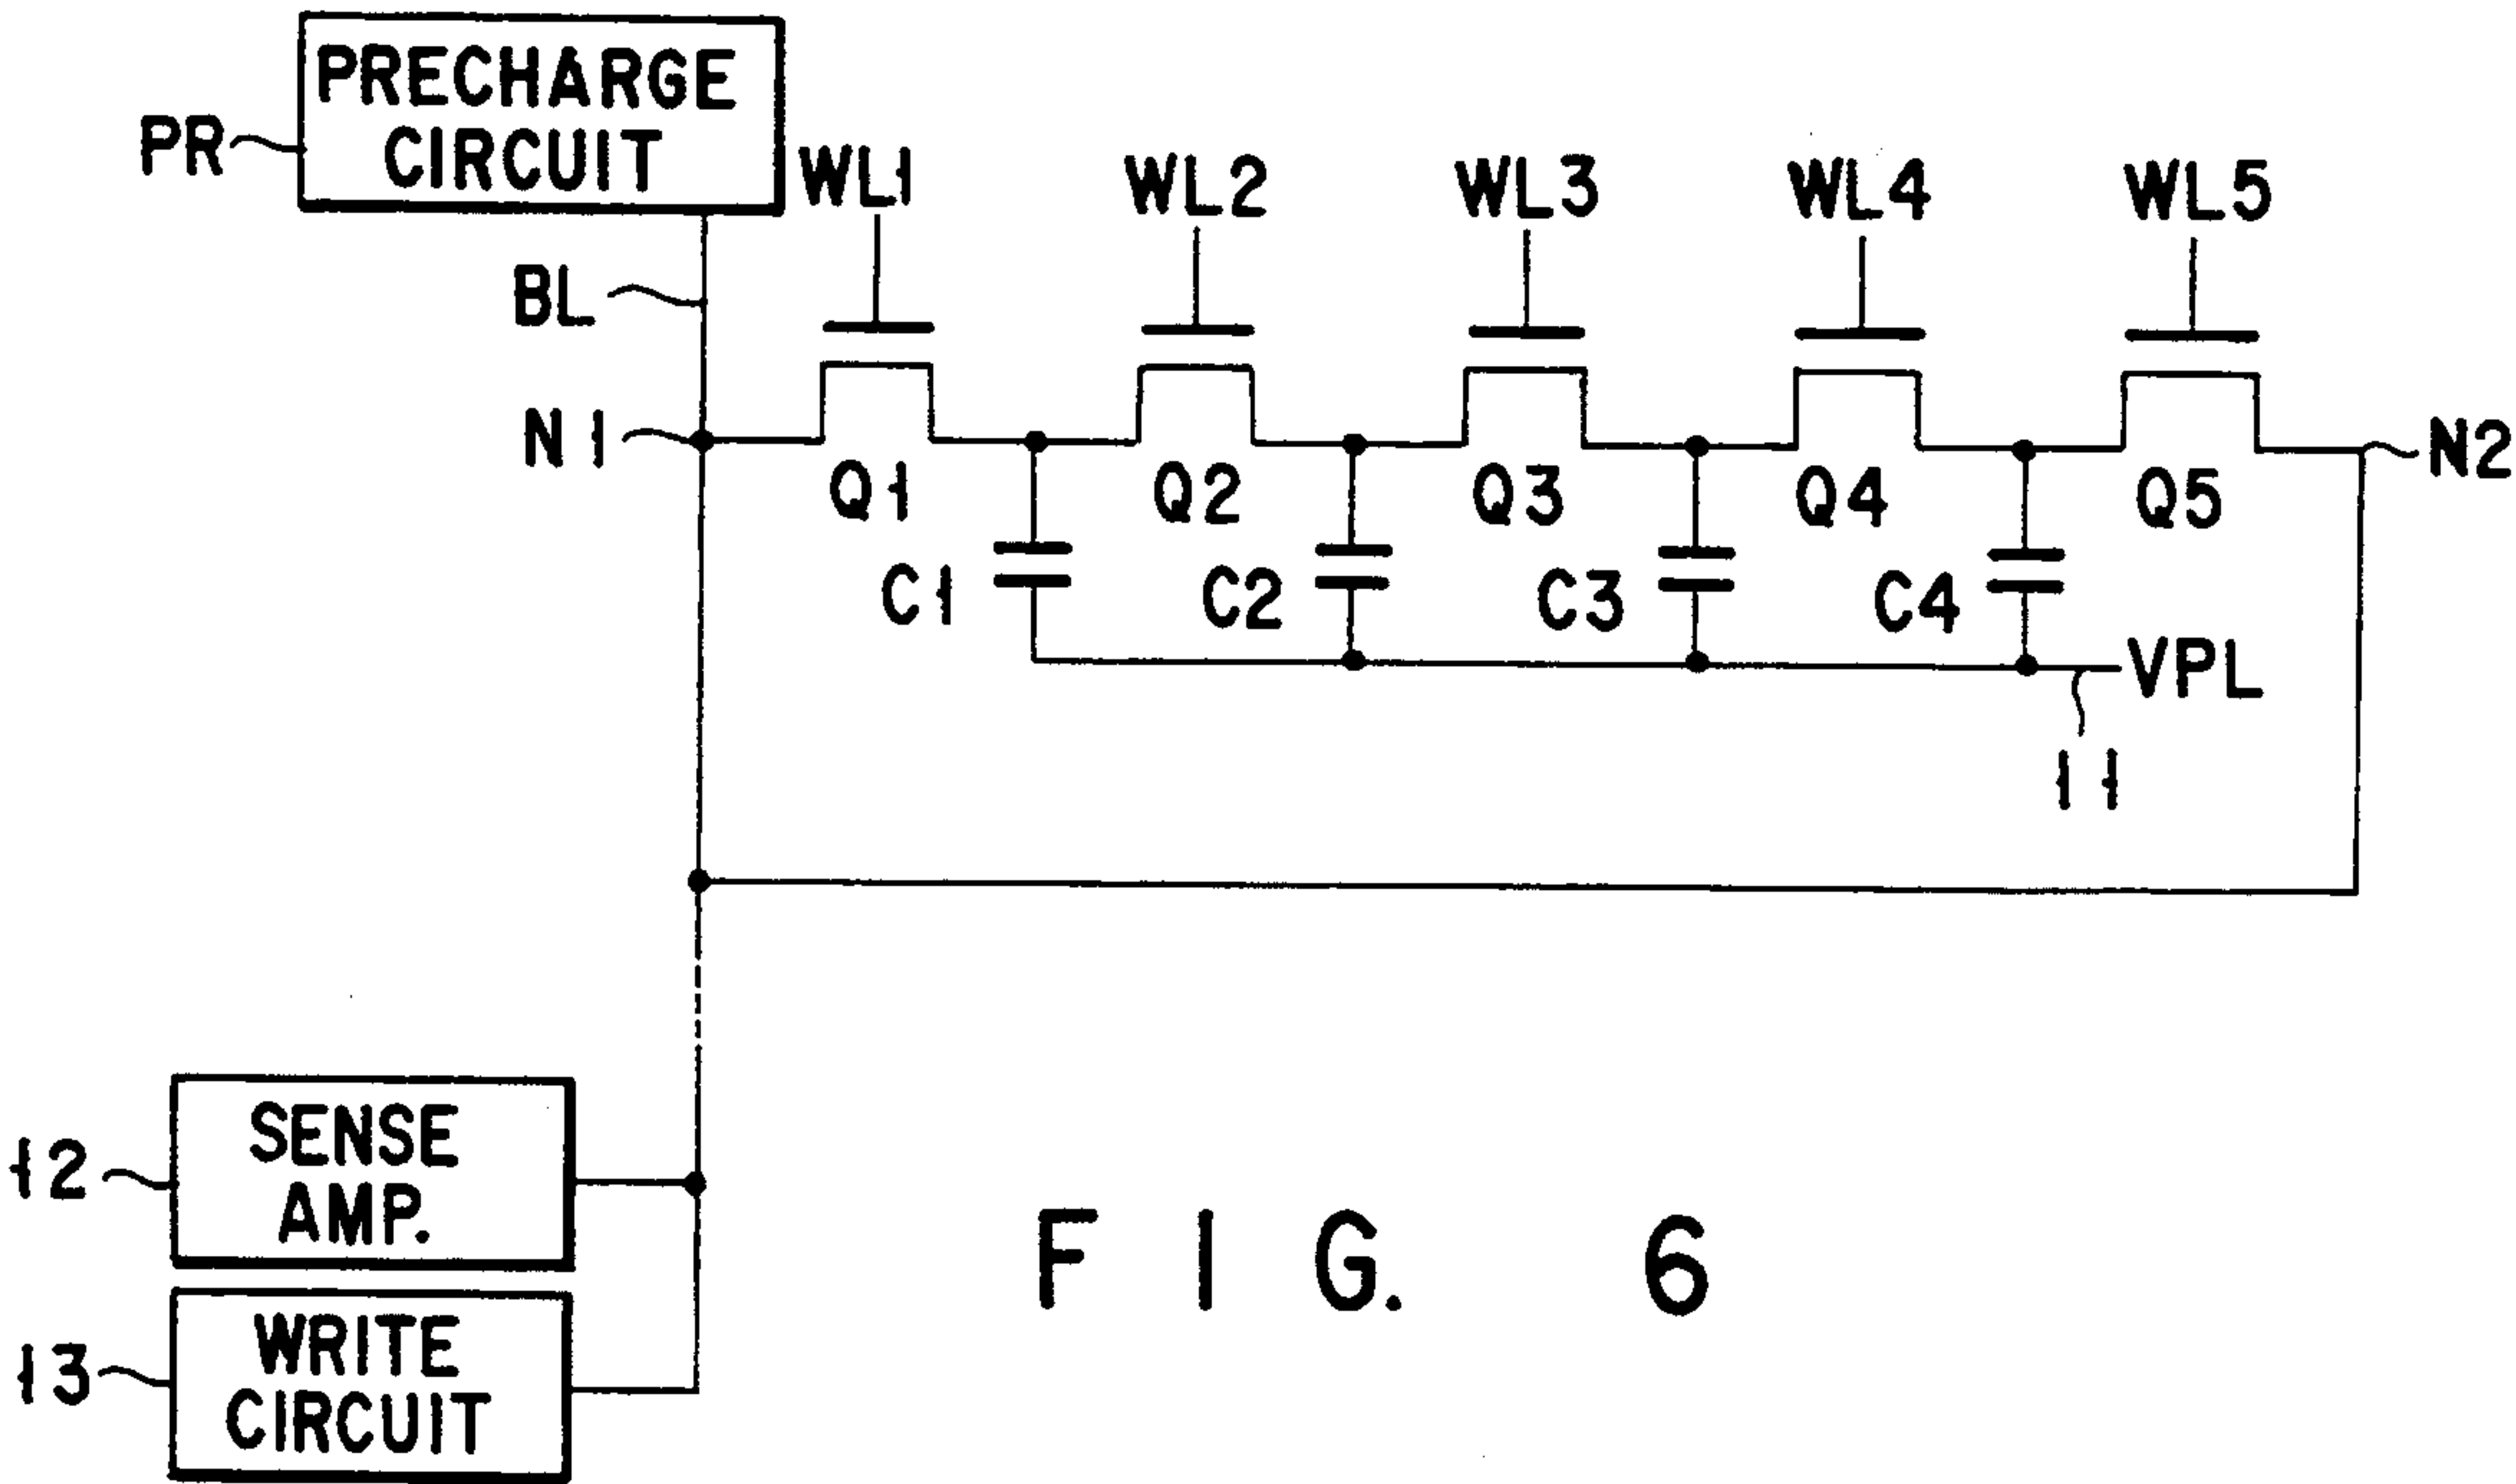 PRECHARGE
CIRCUIT
PR
WL1
WL2
WL3
WL4
WL5
BL
N1
Q1
Q2
Q3
Q4
Q5
N2
C1
C2
C3
C4
VPL
11
SENSE
AMP.
12
WRITE
CIRCUIT
13
FIG. 6